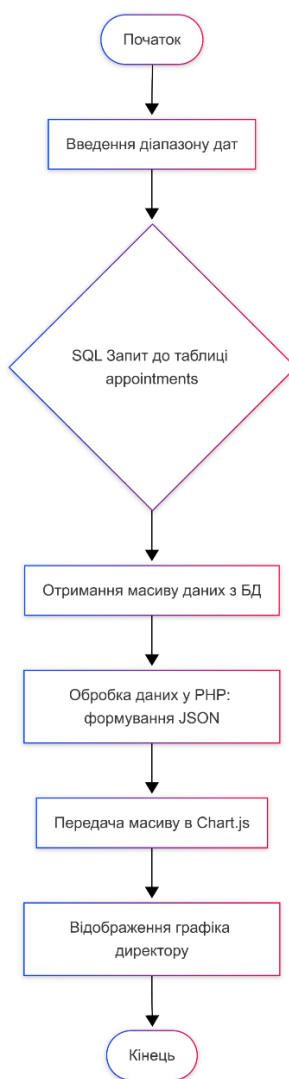 Початок
Введення діапазону дат
SQL Запит до таблиці
appointments
Отримання масиву даних з БД
Обробка даних у PHP:
формування JSON
Передача масиву в Chart.js
Відображення графіка
директору
Кінець